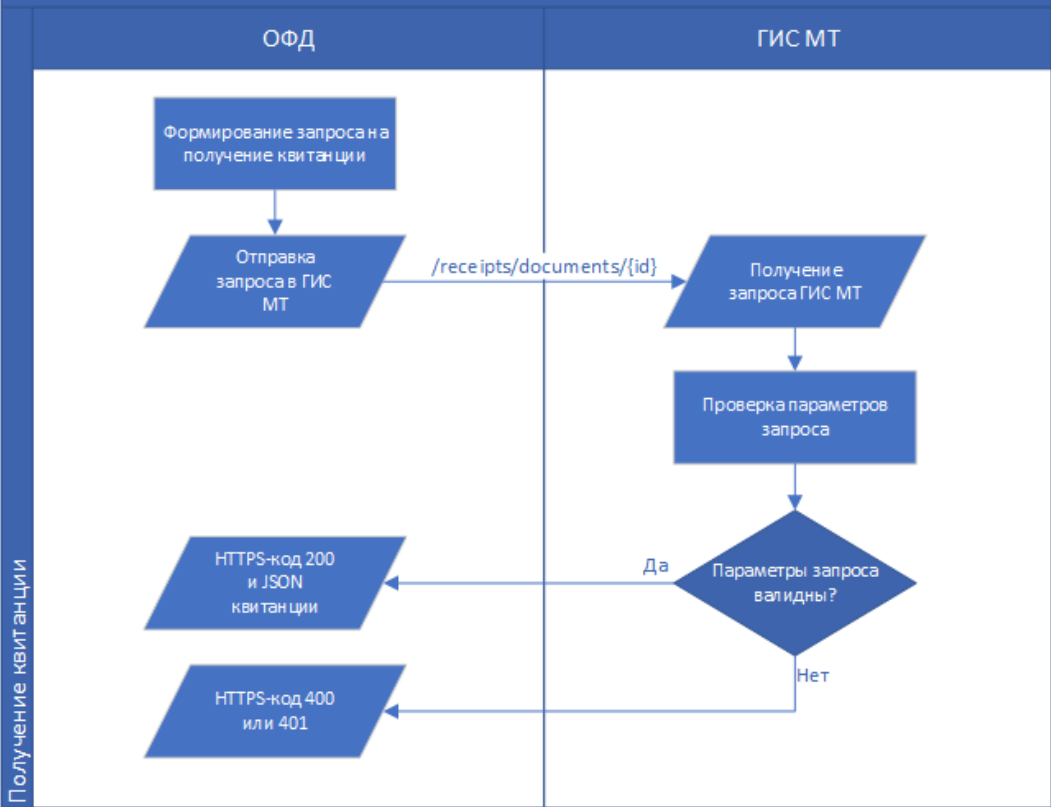 ОФД
ГИС МТ
Формирование запроса на
получение квитанции
Отправка
запроса в ГИС
МТ
/receipts/documents/{id}
Получение
запроса ГИС МТ
Проверка параметров
запроса
Параметры запроса
валидны?
Да
HTTPS-код 200
и JSON
квитанции
Нет
HTTPS-код 400
или 401
Получение квитанции